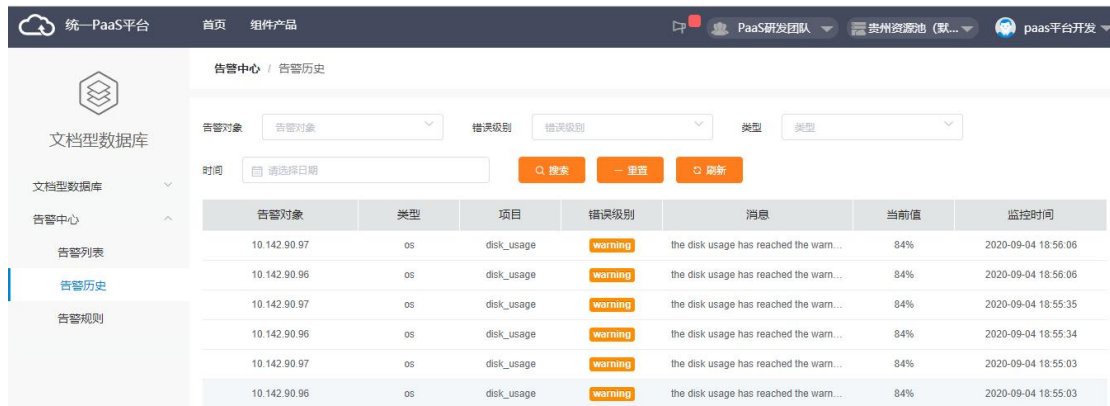 统一PaaS平台 首页 组件产品 PaaS研发团队 贵州资源池（默... paas平台开发
告警中心 / 告警历史
文档型数据库
告警对象 告警对象 错误级别 错误级别 类型 类型
时间 请选择日期 搜索 重置 刷新
文档型数据库
告警中心
告警列表
告警历史
告警规则
告警对象 类型 项目 错误级别 消息 当前值 监控时间
10.142.90.97 os disk_usage warning the disk usage has reached the warn... 84% 2020-09-04 18:56:06
10.142.90.96 os disk_usage warning the disk usage has reached the warn... 84% 2020-09-04 18:56:06
10.142.90.97 os disk_usage warning the disk usage has reached the warn... 84% 2020-09-04 18:55:35
10.142.90.96 os disk_usage warning the disk usage has reached the warn... 84% 2020-09-04 18:55:34
10.142.90.97 os disk_usage warning the disk usage has reached the warn... 84% 2020-09-04 18:55:03
10.142.90.96 os disk_usage warning the disk usage has reached the warn... 84% 2020-09-04 18:55:03